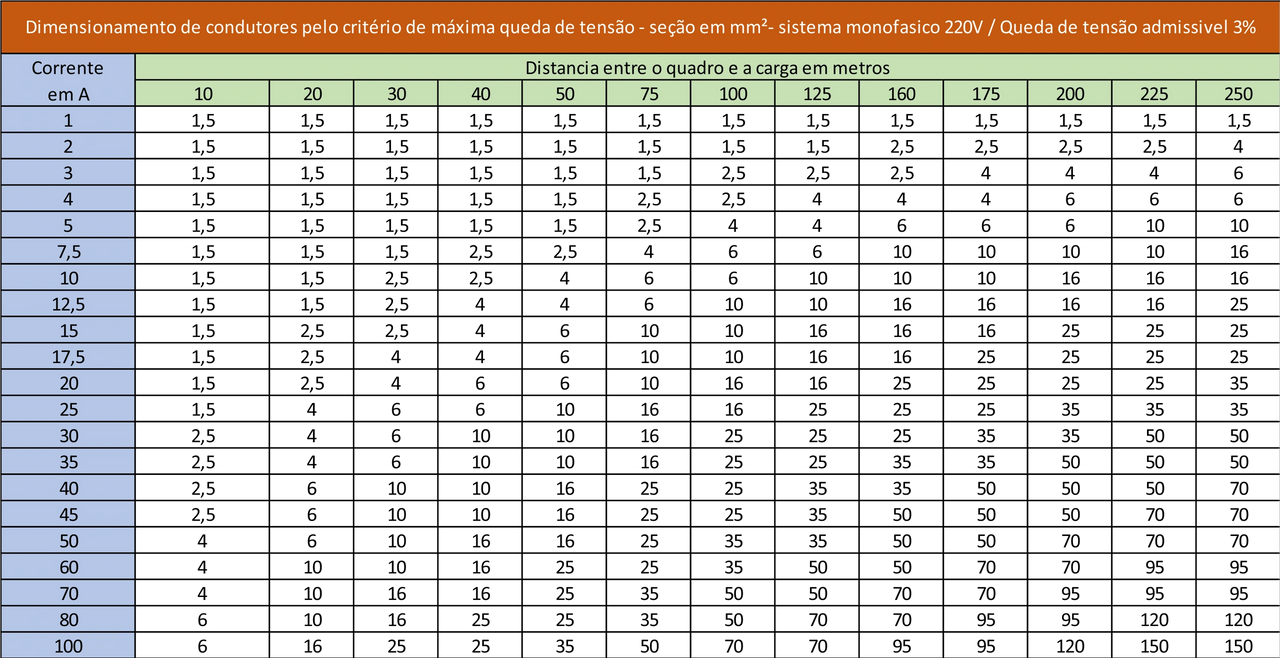 Dimensionamento de condutores pelo critério de máxima queda de tensão - seção em mm²- sistema monofasico 220V / Queda de tensão admissivel 3%
Corrente em A Distancia entre o quadro e a carga em metros
10 20 30 40 50 75 100 125 160 175 200 225 250
1 1,5 1,5 1,5 1,5 1,5 1,5 1,5 1,5 1,5 1,5 1,5 1,5 1,5
2 1,5 1,5 1,5 1,5 1,5 1,5 1,5 1,5 2,5 2,5 2,5 2,5 4
3 1,5 1,5 1,5 1,5 1,5 1,5 2,5 2,5 2,5 4 4 4 6
4 1,5 1,5 1,5 1,5 1,5 2,5 2,5 4 4 4 6 6 6
5 1,5 1,5 1,5 1,5 1,5 2,5 4 4 6 6 6 10 10
7,5 1,5 1,5 1,5 2,5 2,5 4 6 6 10 10 10 10 16
10 1,5 1,5 2,5 2,5 4 6 6 10 10 10 16 16 16
12,5 1,5 1,5 2,5 4 4 6 10 10 16 16 16 16 25
15 1,5 2,5 2,5 4 6 10 10 16 16 16 25 25 25
17,5 1,5 2,5 4 4 6 10 10 16 16 25 25 25 25
20 1,5 2,5 4 6 6 10 16 16 25 25 25 25 35
25 1,5 4 6 6 10 16 16 25 25 25 35 35 35
30 2,5 4 6 10 10 16 25 25 25 35 35 50 50
35 2,5 4 6 10 10 16 25 25 35 35 50 50 50
40 2,5 6 10 10 16 25 25 35 35 50 50 50 70
45 2,5 6 10 10 16 25 25 35 50 50 50 70 70
50 4 6 10 16 16 25 35 35 50 50 70 70 70
60 4 10 10 16 25 25 35 50 50 70 70 95 95
70 4 10 16 16 25 35 50 50 70 70 95 95 95
80 6 10 16 25 25 35 50 70 70 95 95 120 120
100 6 16 25 25 35 50 70 70 95 95 120 150 150